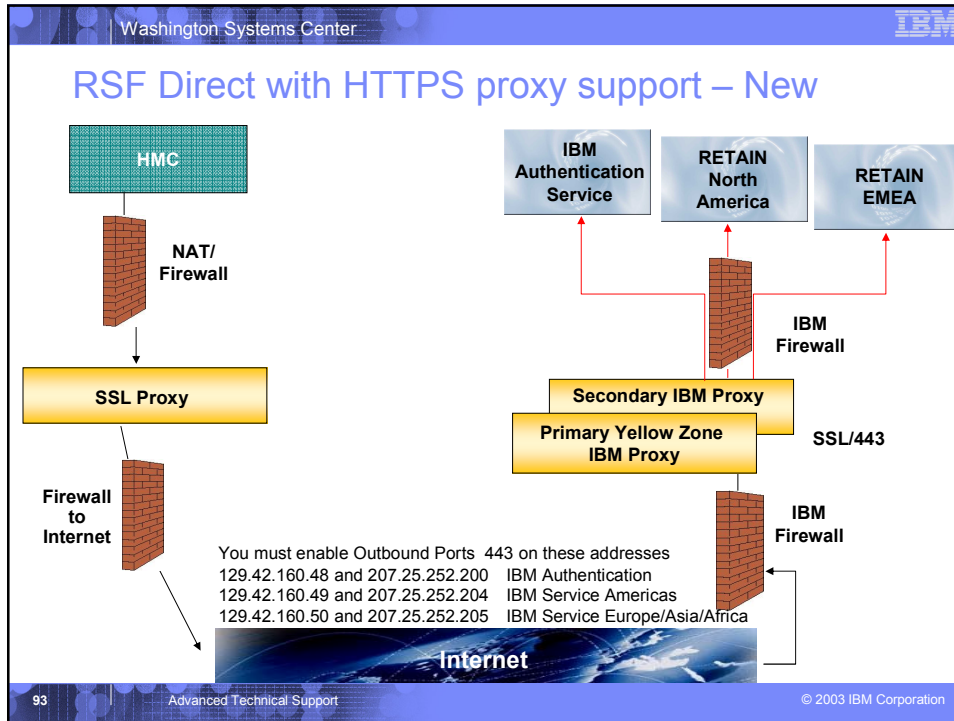 Washington Systems Center
IBM
RSF Direct with HTTPS proxy support – New
HMC
NAT/
Firewall
SSL Proxy
Firewall
to
Internet
IBM
Authentication
Service
RETAIN
North
America
RETAIN
EMEA
IBM
Firewall
Secondary IBM Proxy
Primary Yellow Zone
IBM Proxy
SSL/443
IBM
Firewall
You must enable Outbound Ports 443 on these addresses
129.42.160.48 and 207.25.252.200 IBM Authentication
129.42.160.49 and 207.25.252.204 IBM Service Americas
129.42.160.50 and 207.25.252.205 IBM Service Europe/Asia/Africa
Internet
93
Advanced Technical Support
© 2003 IBM Corporation